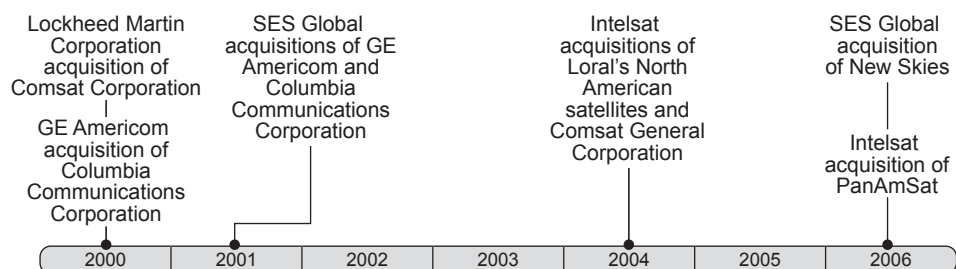 Lockheed Martin
Corporation
acquisition of
Comsat Corporation
GE Americom
acquisition of
Columbia
Communications
Corporation
SES Global
acquisitions of GE
Americom and
Columbia
Communications
Corporation
Intelsat
acquisitions of
Loral's North
American
satellites and
Comsat General
Corporation
SES Global
acquisition
of New Skies
Intelsat
acquisition of
PanAmSat
2000
2001
2002
2003
2004
2005
2006